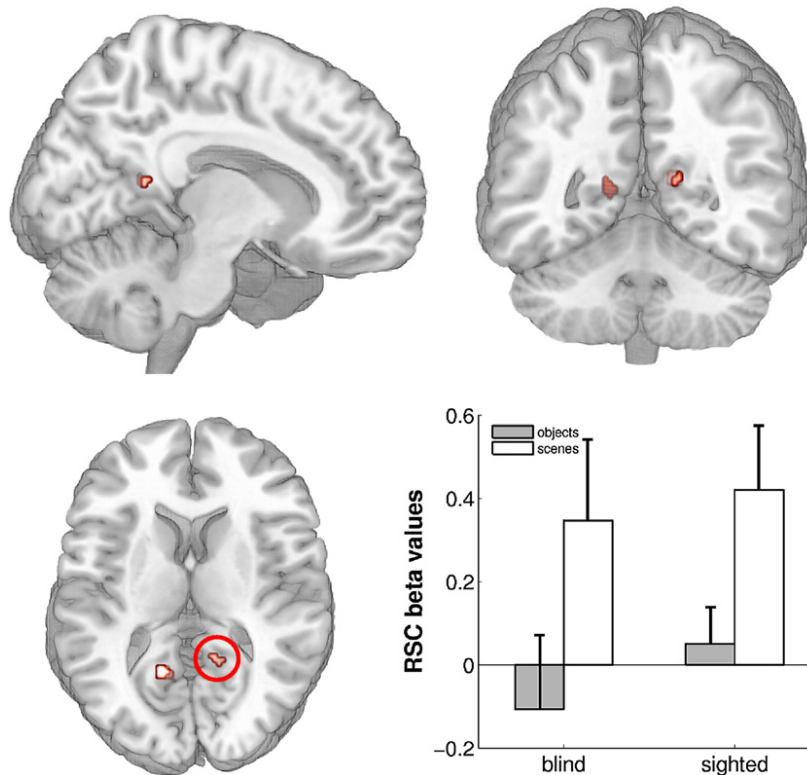 0.6
objects
scenes
0.4
0.2
0
−0.2
RSC beta values
blind sighted